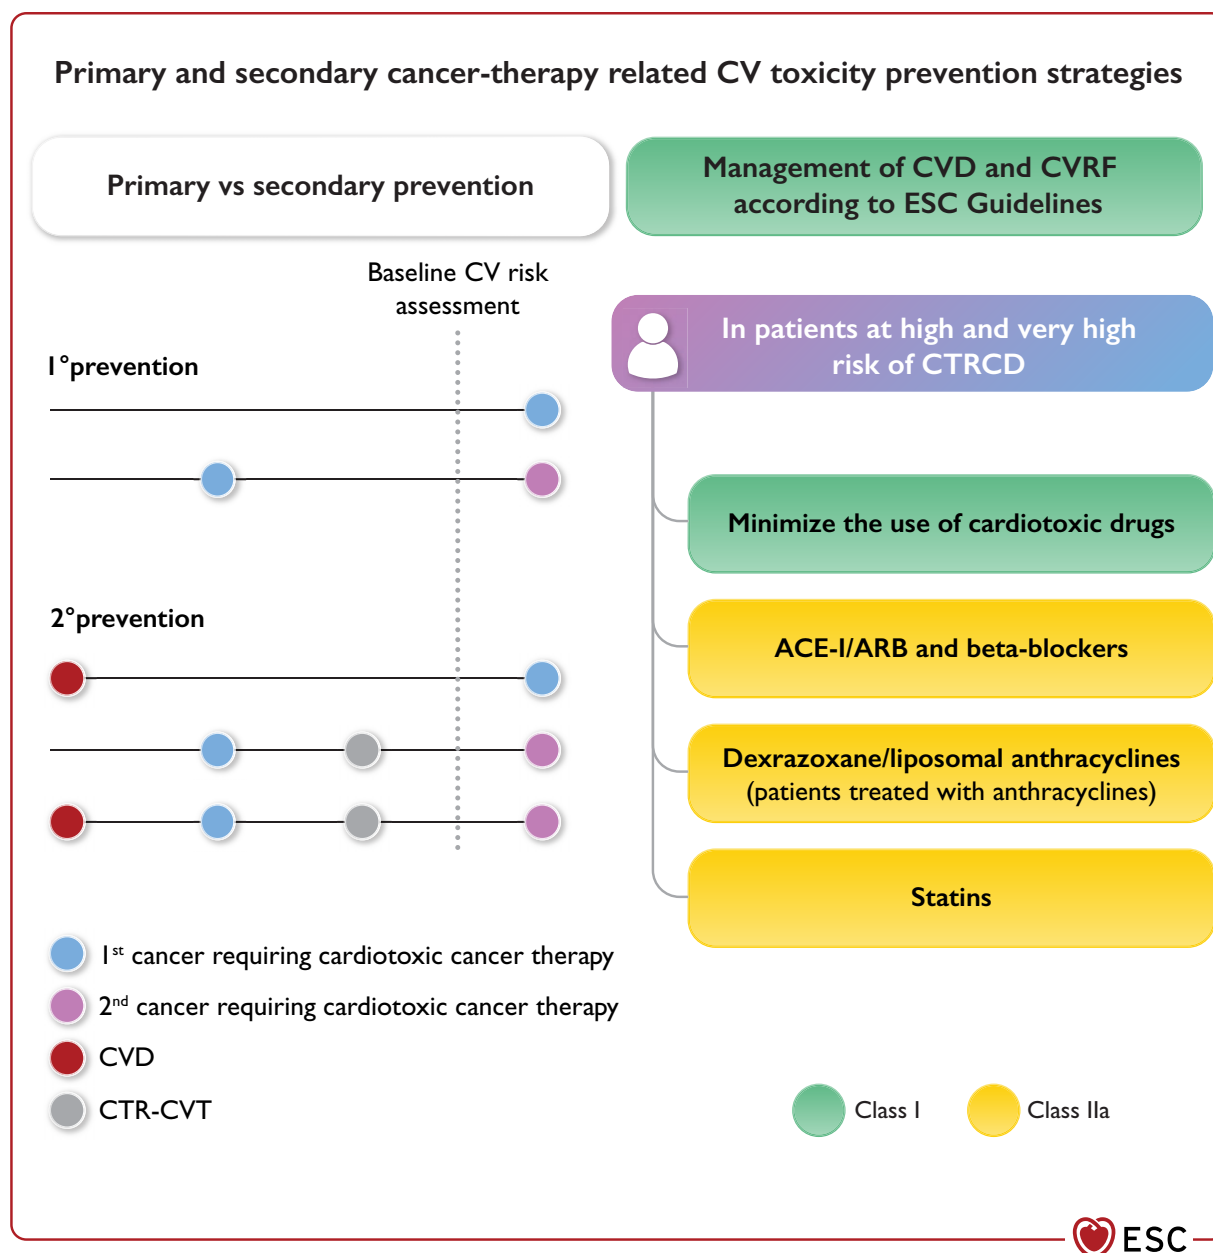 Primary and secondary cancer-therapy related CV toxicity prevention strategies
Primary vs secondary prevention
Baseline CV risk
assessment
1°prevention
2°prevention
1st cancer requiring cardiotoxic cancer therapy
2nd cancer requiring cardiotoxic cancer therapy
CVD
CTR-CVT
Management of CVD and CVRF
according to ESC Guidelines
In patients at high and very high
risk of CTRCD
Minimize the use of cardiotoxic drugs
ACE-I/ARB and beta-blockers
Dexrazoxane/liposomal anthracyclines
(patients treated with anthracyclines)
Statins
Class I
Class IIa
ESC